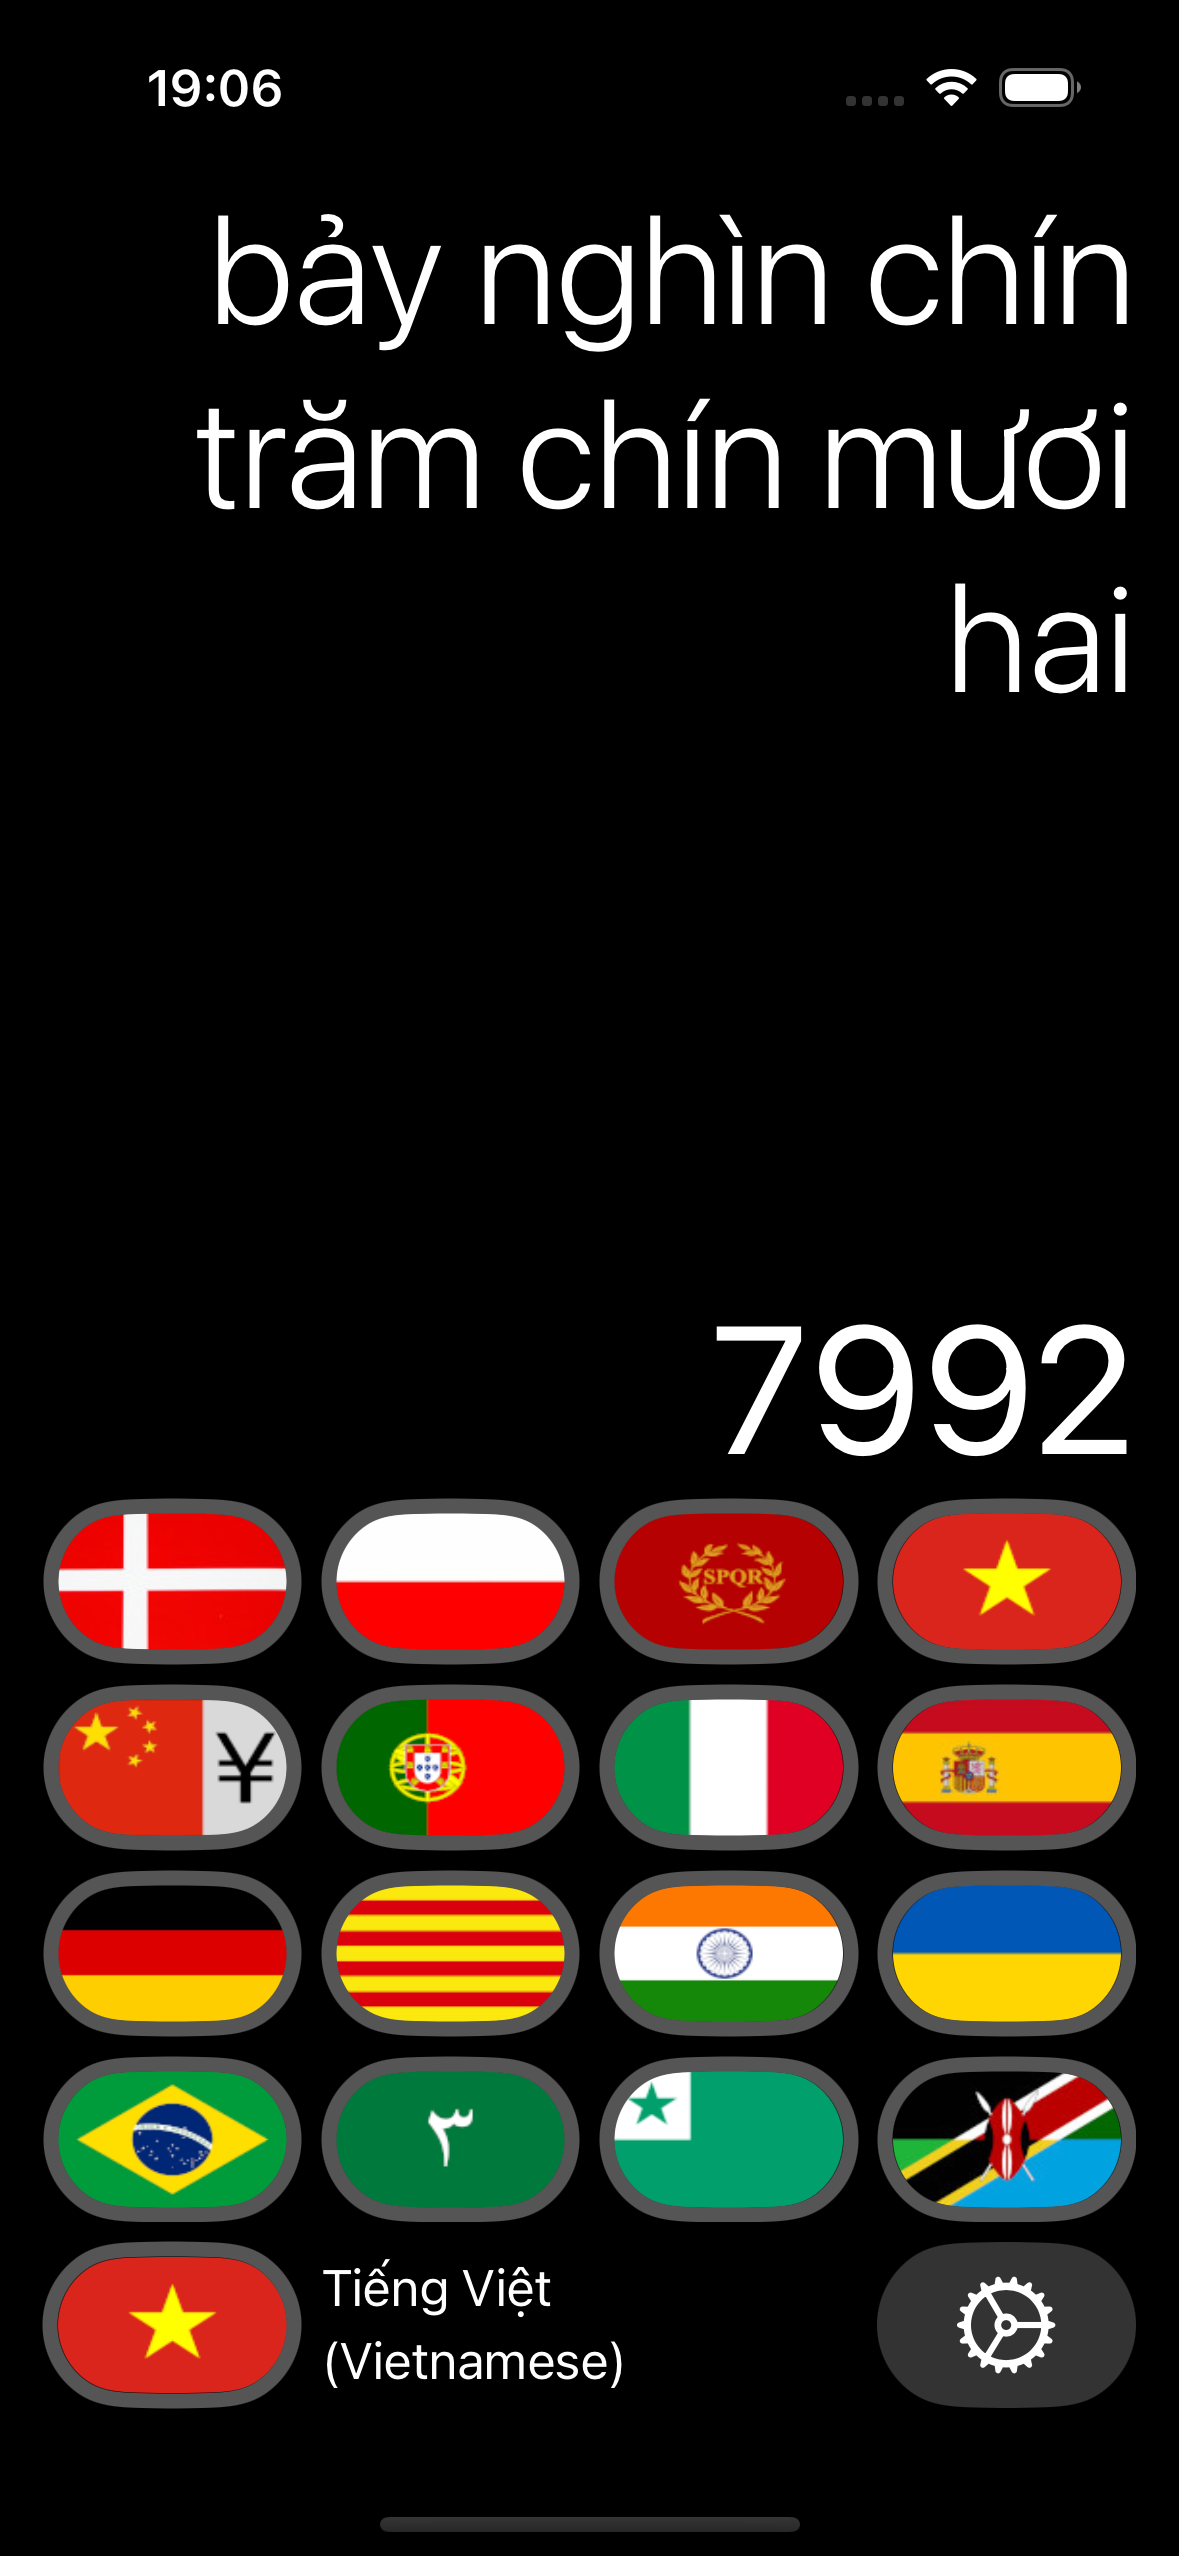 19:06
bảy nghìn chín
trăm chín mươi
hai
7992
SPQR
¥
٣
Tiếng Việt
(Vietnamese)